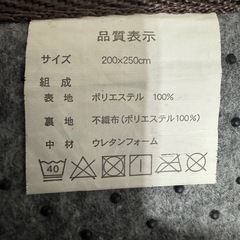 品質表示
サイズ 200×250cm
組成
表地 ポリエステル 100%
裏地 不織布(ポリエステル100%)
中材 ウレタンフォーム
40